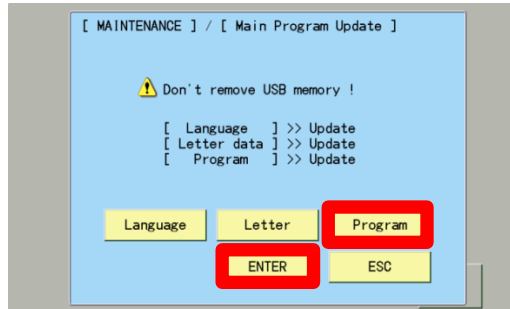 [ MAINTENANCE ] / [ Main Program Update ]
Don't remove USB memory !
[ Language ] >> Update
[ Letter data ] >> Update
[ Program ] >> Update
Language Letter Program
ENTER ESC